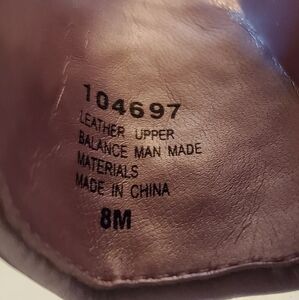 104697
LEATHER UPPER
BALANCE MAN MADE
MATERIALS
MADE IN CHINA
8M